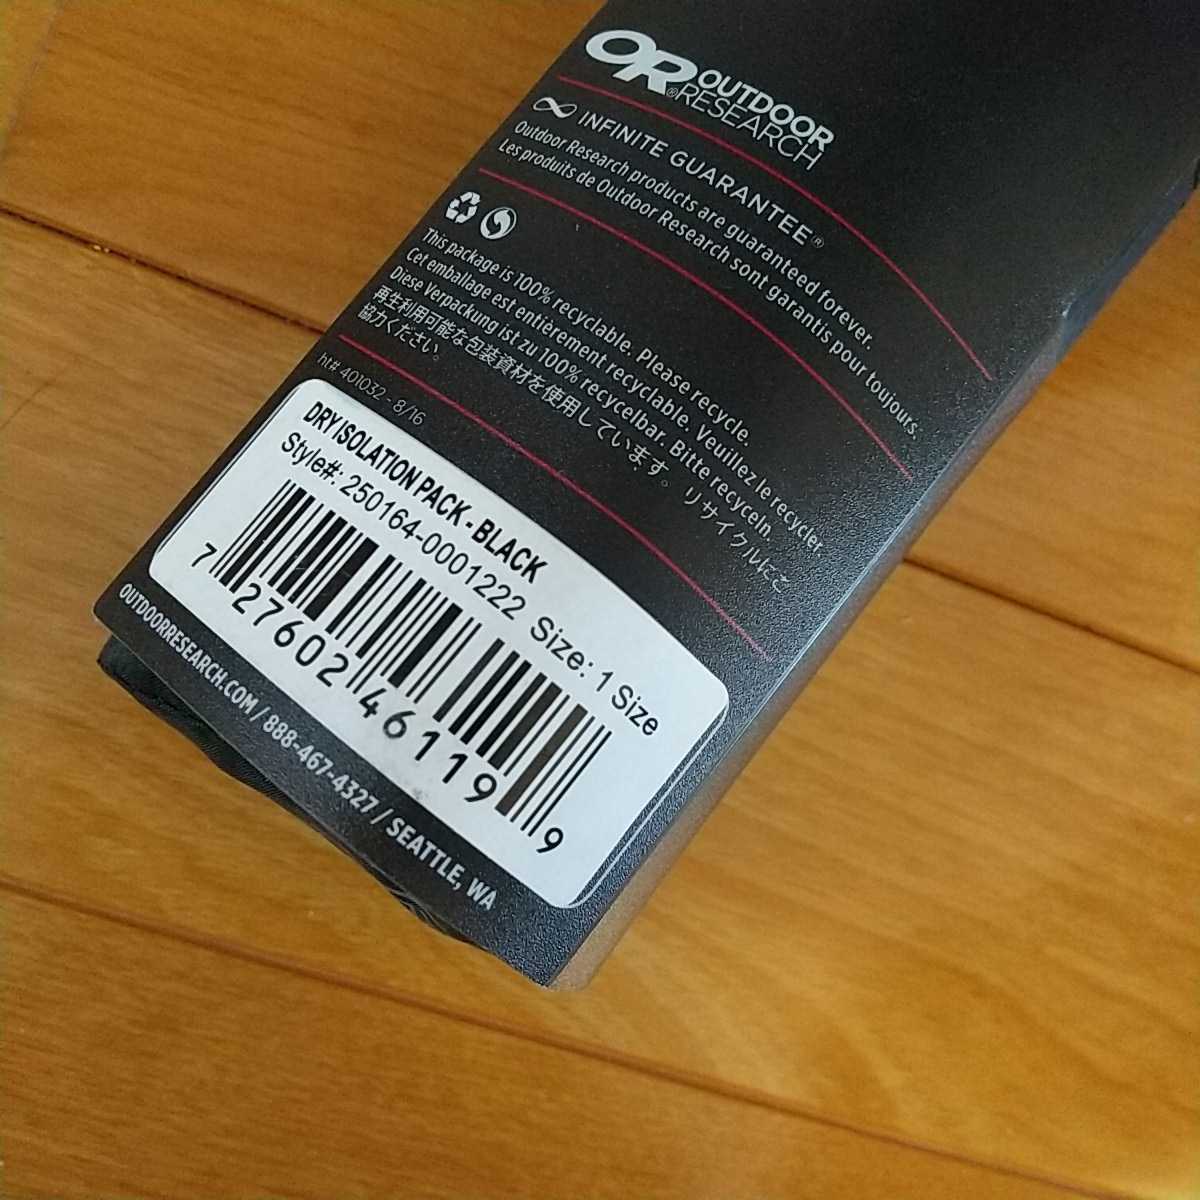 OR® OUTDOOR
RESEARCH
INFINITE GUARANTEE®
Outdoor Research products are guaranteed forever.
Les produits de Outdoor Research sont garantis pour toujours.
This package is 100% recyclable. Please recycle.
Cet emballage est entièrement recyclable. Veuillez le recycler
Diese Verpackung ist zu 100% recycelbar. Bitte recyceln.
再生利用可能な包装資材を使用しています。リサイクルにご
協力ください。
ht# 401032 - 8/16
DRY ISOLATION PACK - BLACK
Style#: 250164-0001222 Size: 1 Size
7 27602 46119 9
OUTDOORRESEARCH.COM / 888-467-4327 / SEATTLE, WA